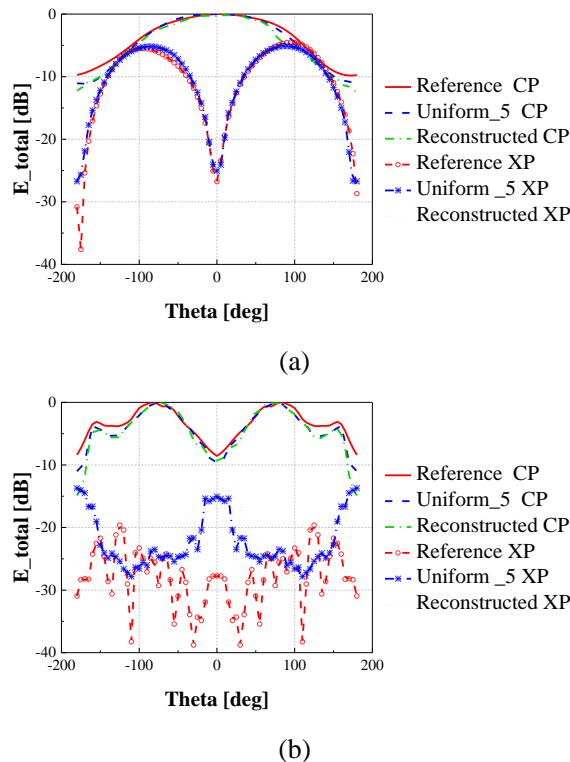 0
-10
-20
-30
-40
-200
-100
0
100
200
E_total [dB]
Theta [deg]
Reference CP
Uniform_5 CP
Reconstructed CP
Reference XP
Uniform _5 XP
Reconstructed XP
(a)
0
-10
-20
-30
-40
-200
-100
0
100
200
E_total [dB]
Theta [deg]
Reference CP
Uniform_5 CP
Reconstructed CP
Reference XP
Uniform _5 XP
Reconstructed XP
(b)